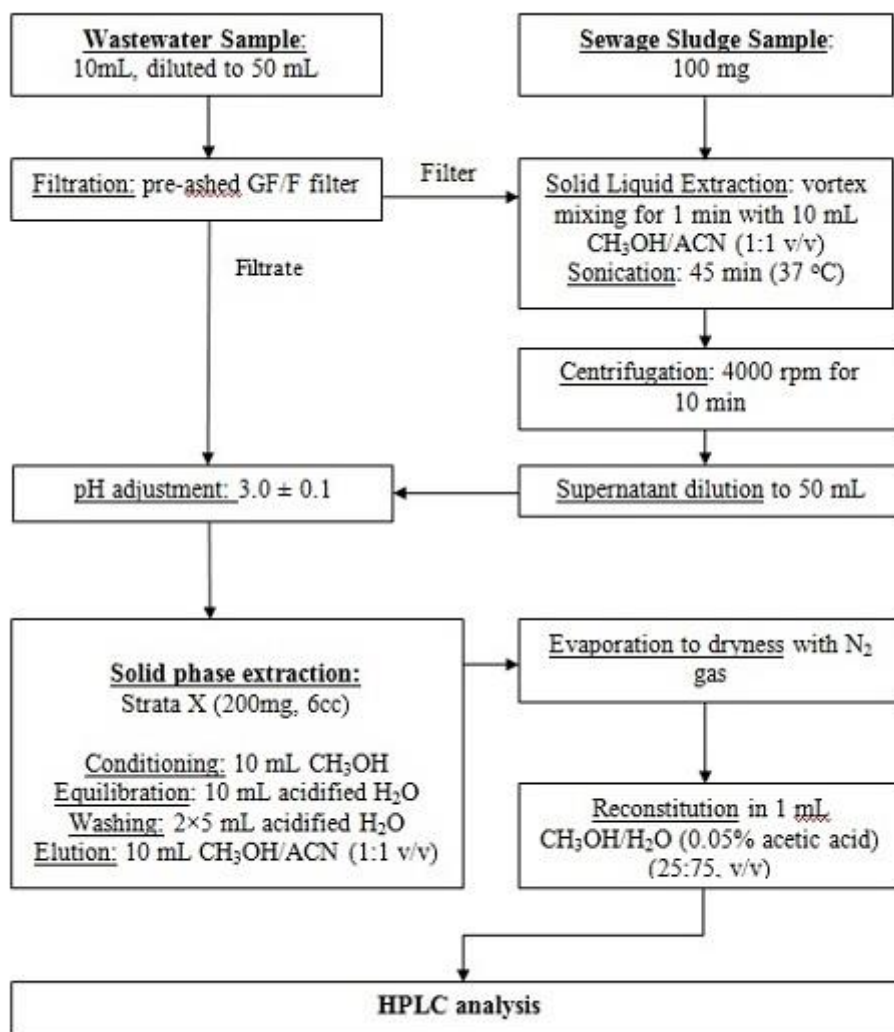 Wastewater Sample:
10mL, diluted to 50 mL
Sewage Sludge Sample:
100 mg
Filtration: pre-ashed GF/F filter
Filter
Solid Liquid Extraction: vortex
mixing for 1 min with 10 mL
CH₃OH/ACN (1:1 v/v)
Sonication: 45 min (37 °C)
Filtrate
Centrifugation: 4000 rpm for
10 min
pH adjustment: 3.0 ± 0.1
Supernatant dilution to 50 mL
Solid phase extraction:
Strata X (200mg, 6cc)
Conditioning: 10 mL CH₃OH
Equilibration: 10 mL acidified H₂O
Washing: 2×5 mL acidified H₂O
Elution: 10 mL CH₃OH/ACN (1:1 v/v)
Evaporation to dryness with N₂
gas
Reconstitution in 1 mL
CH₃OH/H₂O (0.05% acetic acid)
(25:75, v/v)
HPLC analysis